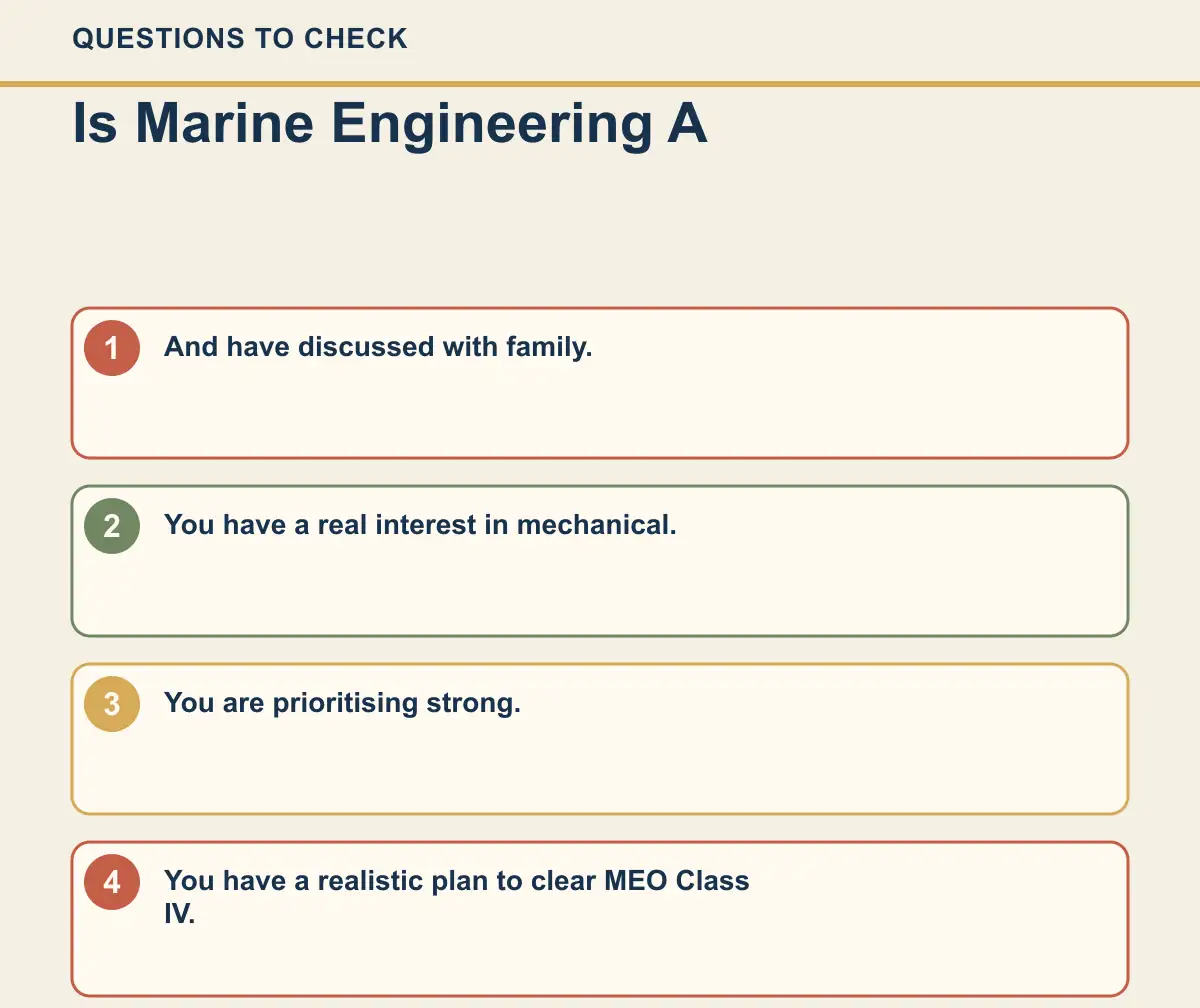 QUESTIONS TO CHECK
Is Marine Engineering A
1
And have discussed with family.
2
You have a real interest in mechanical.
3
You are prioritising strong.
4
You have a realistic plan to clear MEO Class
IV.